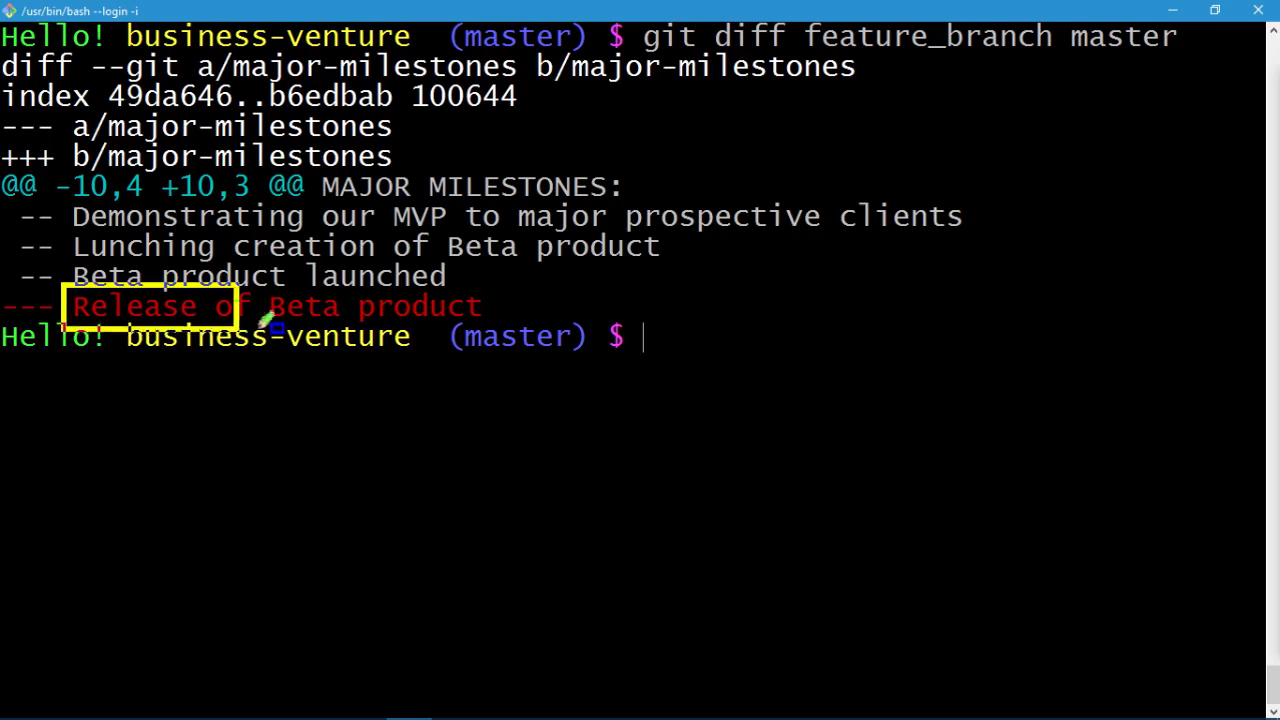 /usr/bin/bash --login -i
Hello! business-venture (master) $ git diff feature_branch master
diff --git a/major-milestones b/major-milestones
index 49da646..b6edbab 100644
--- a/major-milestones
+++ b/major-milestones
@@ -10,4 +10,3 @@ MAJOR MILESTONES:
 -- Demonstrating our MVP to major prospective clients
 -- Lunching creation of Beta product
 -- Beta product launched
--- Release of Beta product
Hello! business-venture (master) $